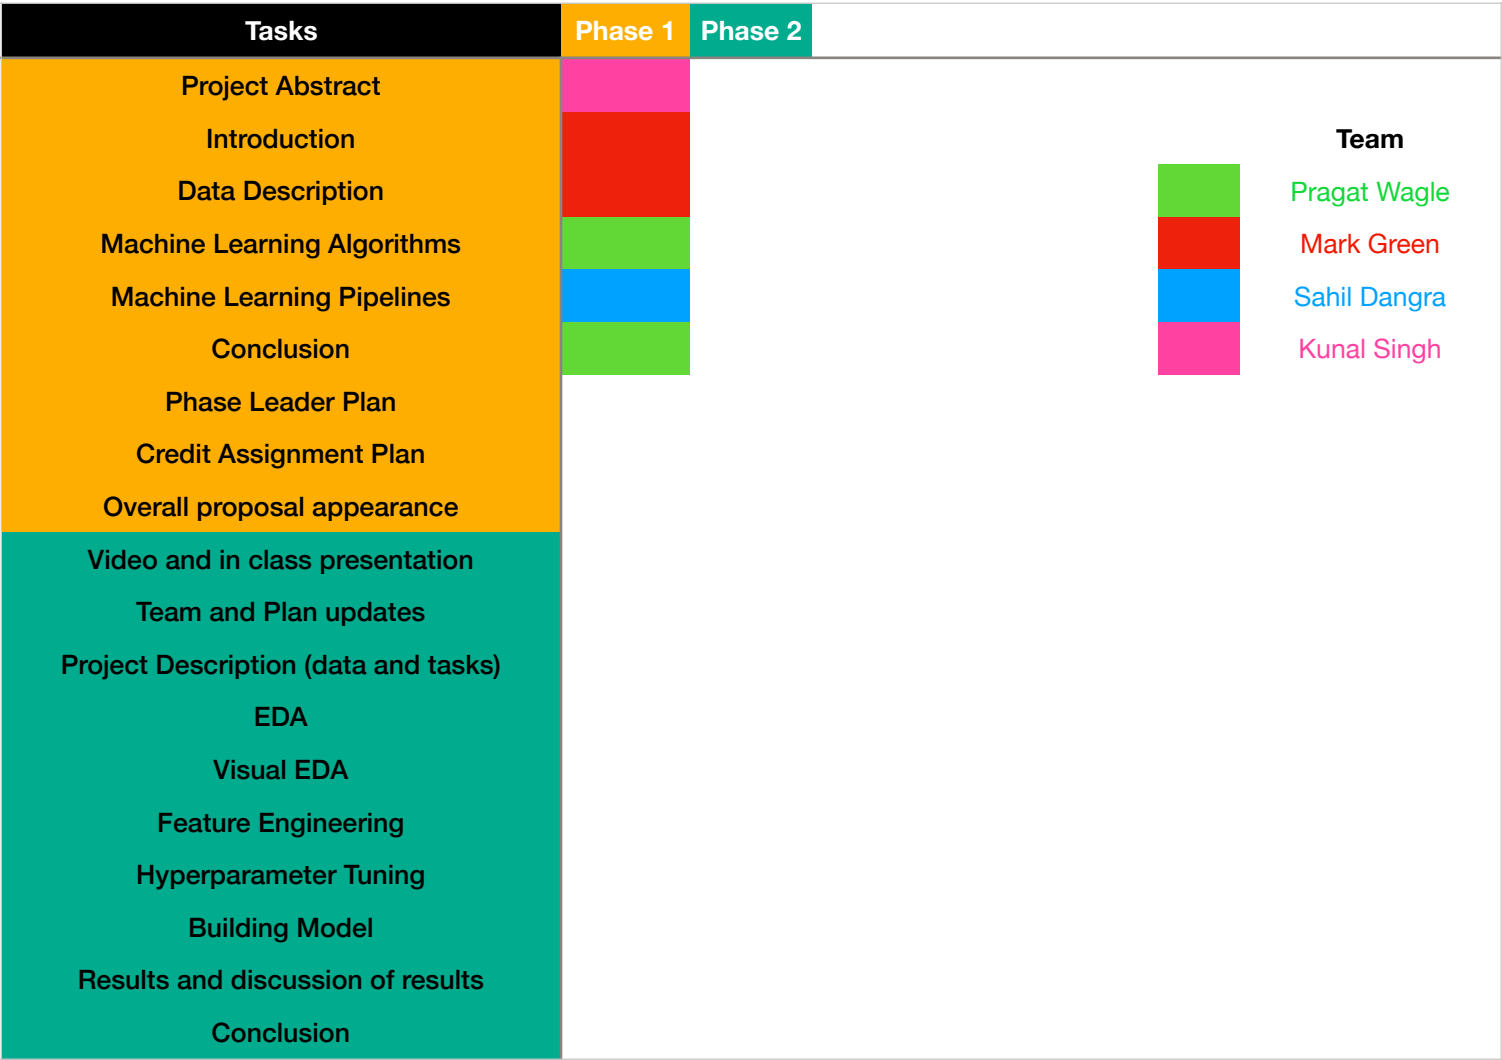 Tasks Phase 1 Phase 2
Project Abstract
Introduction
Data Description
Machine Learning Algorithms
Machine Learning Pipelines
Conclusion
Phase Leader Plan
Credit Assignment Plan
Overall proposal appearance
Video and in class presentation
Team and Plan updates
Project Description (data and tasks)
EDA
Visual EDA
Feature Engineering
Hyperparameter Tuning
Building Model
Results and discussion of results
Conclusion
Team
Pragat Wagle
Mark Green
Sahil Dangra
Kunal Singh